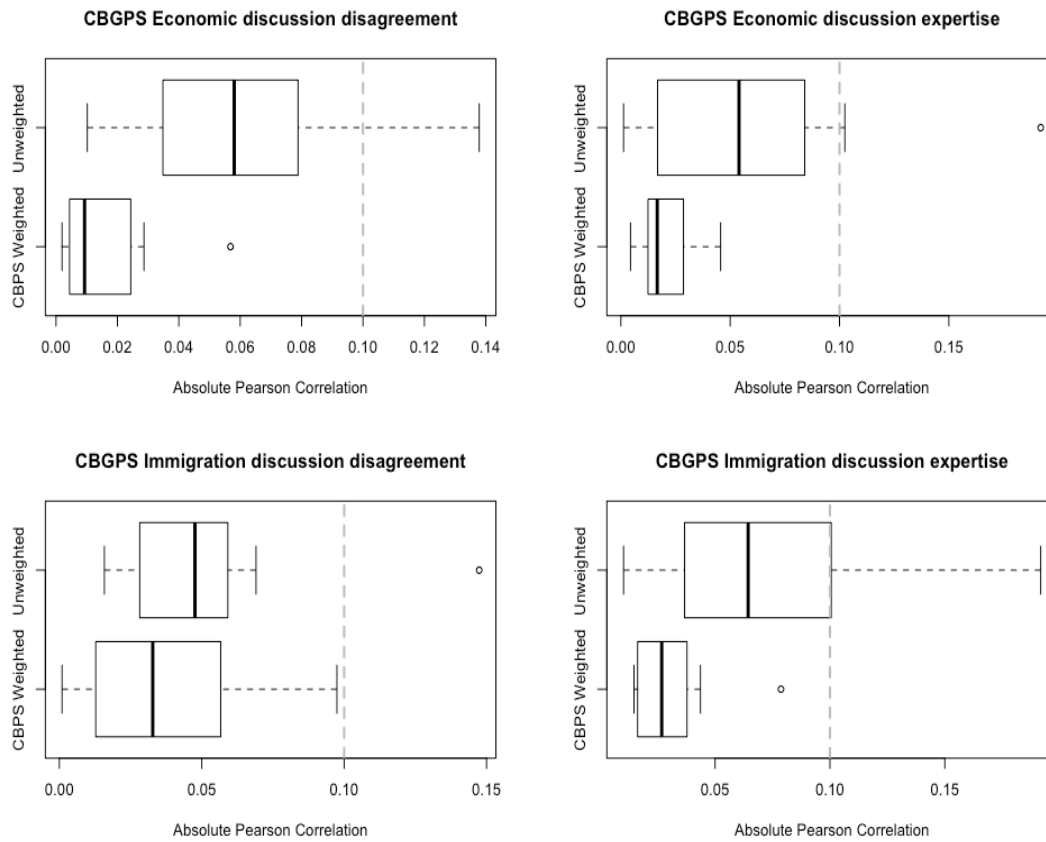 CBGPS Economic discussion disagreement
CBPS Weighted Unweighted
0.00 0.02 0.04 0.06 0.08 0.10 0.12 0.14
Absolute Pearson Correlation
CBGPS Economic discussion expertise
CBPS Weighted Unweighted
0.00 0.05 0.10 0.15
Absolute Pearson Correlation
CBGPS Immigration discussion disagreement
CBPS Weighted Unweighted
0.00 0.05 0.10 0.15
Absolute Pearson Correlation
CBGPS Immigration discussion expertise
CBPS Weighted Unweighted
0.05 0.10 0.15
Absolute Pearson Correlation